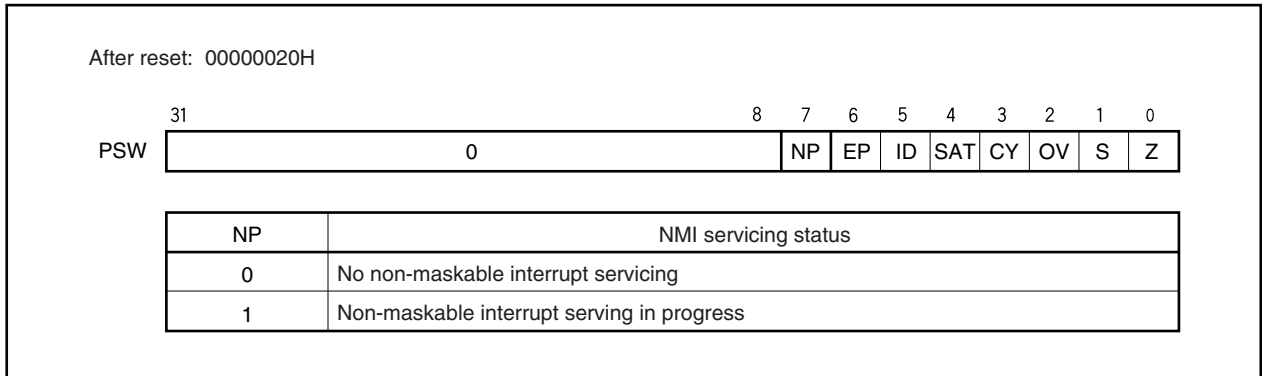 After reset: 00000020H
31 8 7 6 5 4 3 2 1 0
PSW 0 NP EP ID SAT CY OV S Z
NP NMI servicing status
0 No non-maskable interrupt servicing
1 Non-maskable interrupt serving in progress